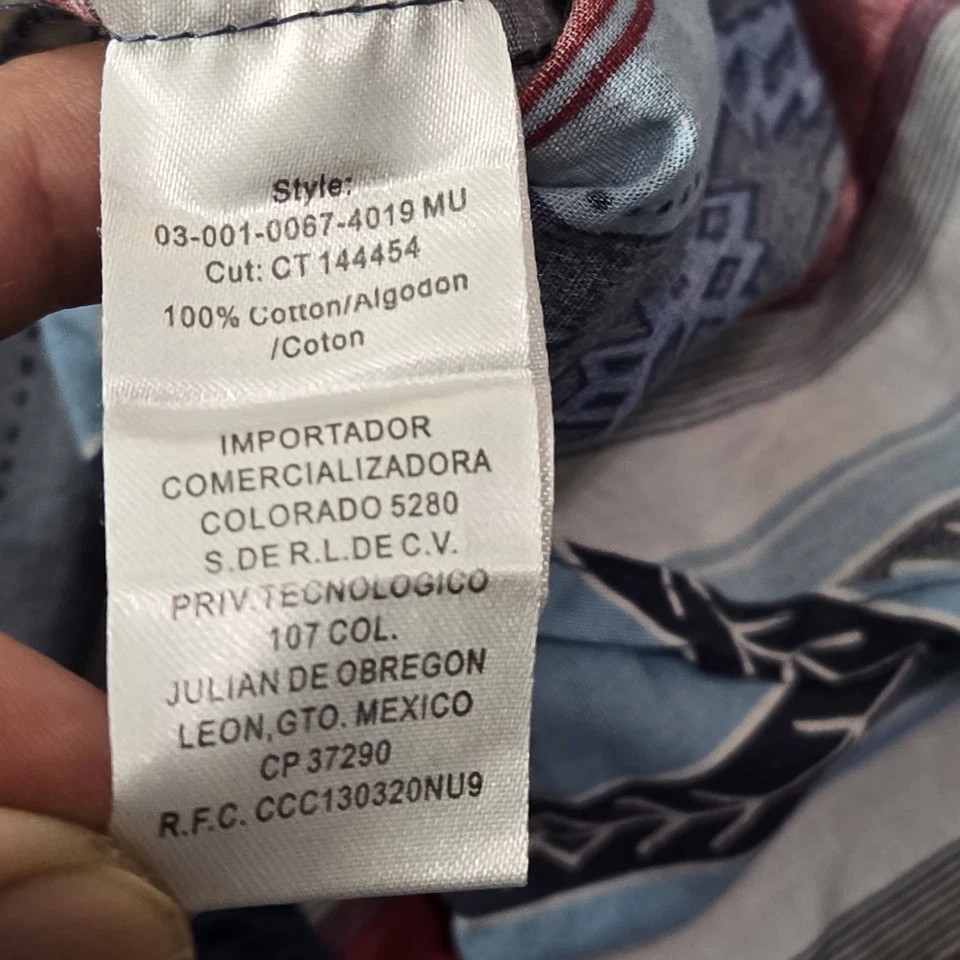 Style:
03-001-0067-4019 MU
Cut: CT 144454
100% Cotton/Algodon
/Coton
IMPORTADOR
COMERCIALIZADORA
COLORADO 5280
S.DE R.L.DE C.V.
PRIV.TECNOLOGICO
107 COL.
JULIAN DE OBREGON
LEON,GTO. MEXICO
CP 37290
R.F.C. CCC130320NU9